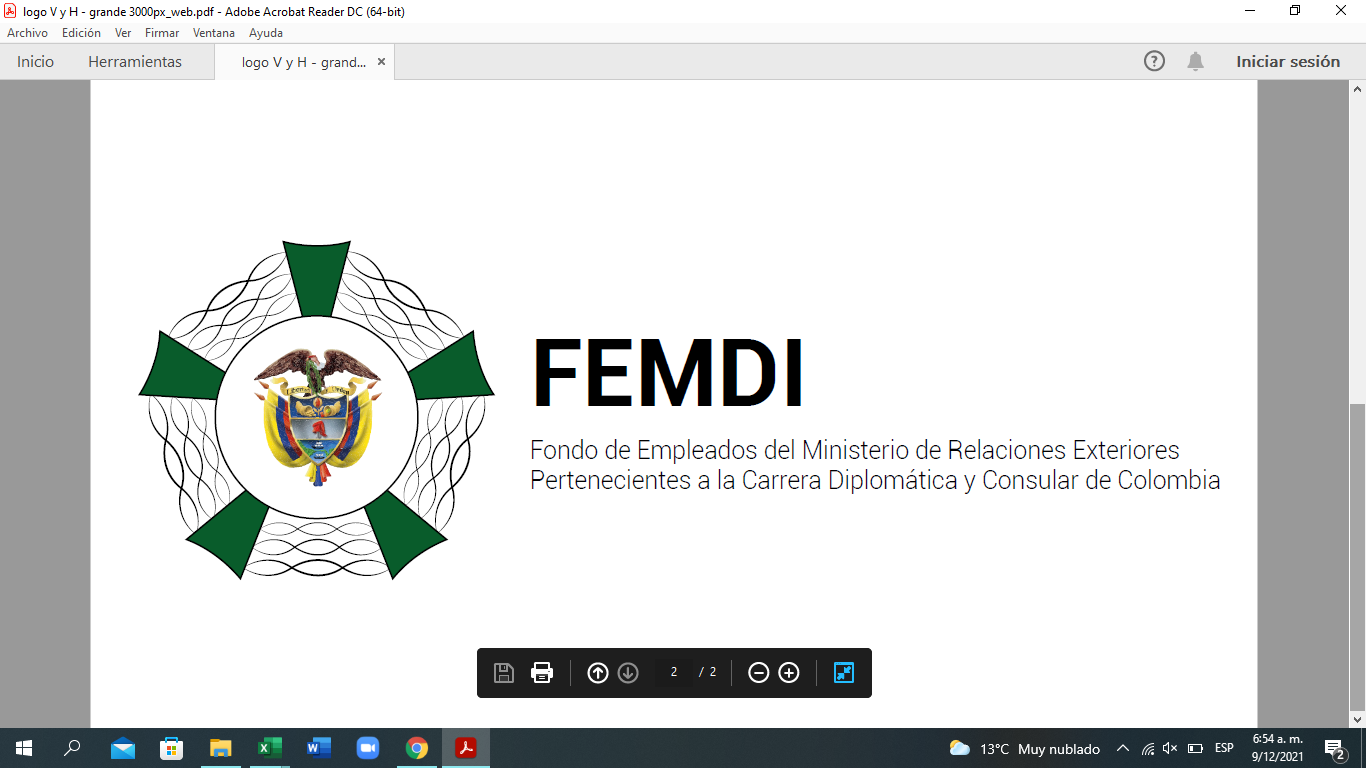 logo V y H - grande 3000px_web.pdf - Adobe Acrobat Reader DC (64-bit)
Archivo Edición Ver Firmar Ventana Ayuda
Inicio Herramientas logo V y H - grand... Iniciar sesión
FEMDI
Fondo de Empleados del Ministerio de Relaciones Exteriores
Pertenecientes a la Carrera Diplomática y Consular de Colombia
2 / 2
13°C Muy nublado ESP 6:54 a. m.
9/12/2021 2